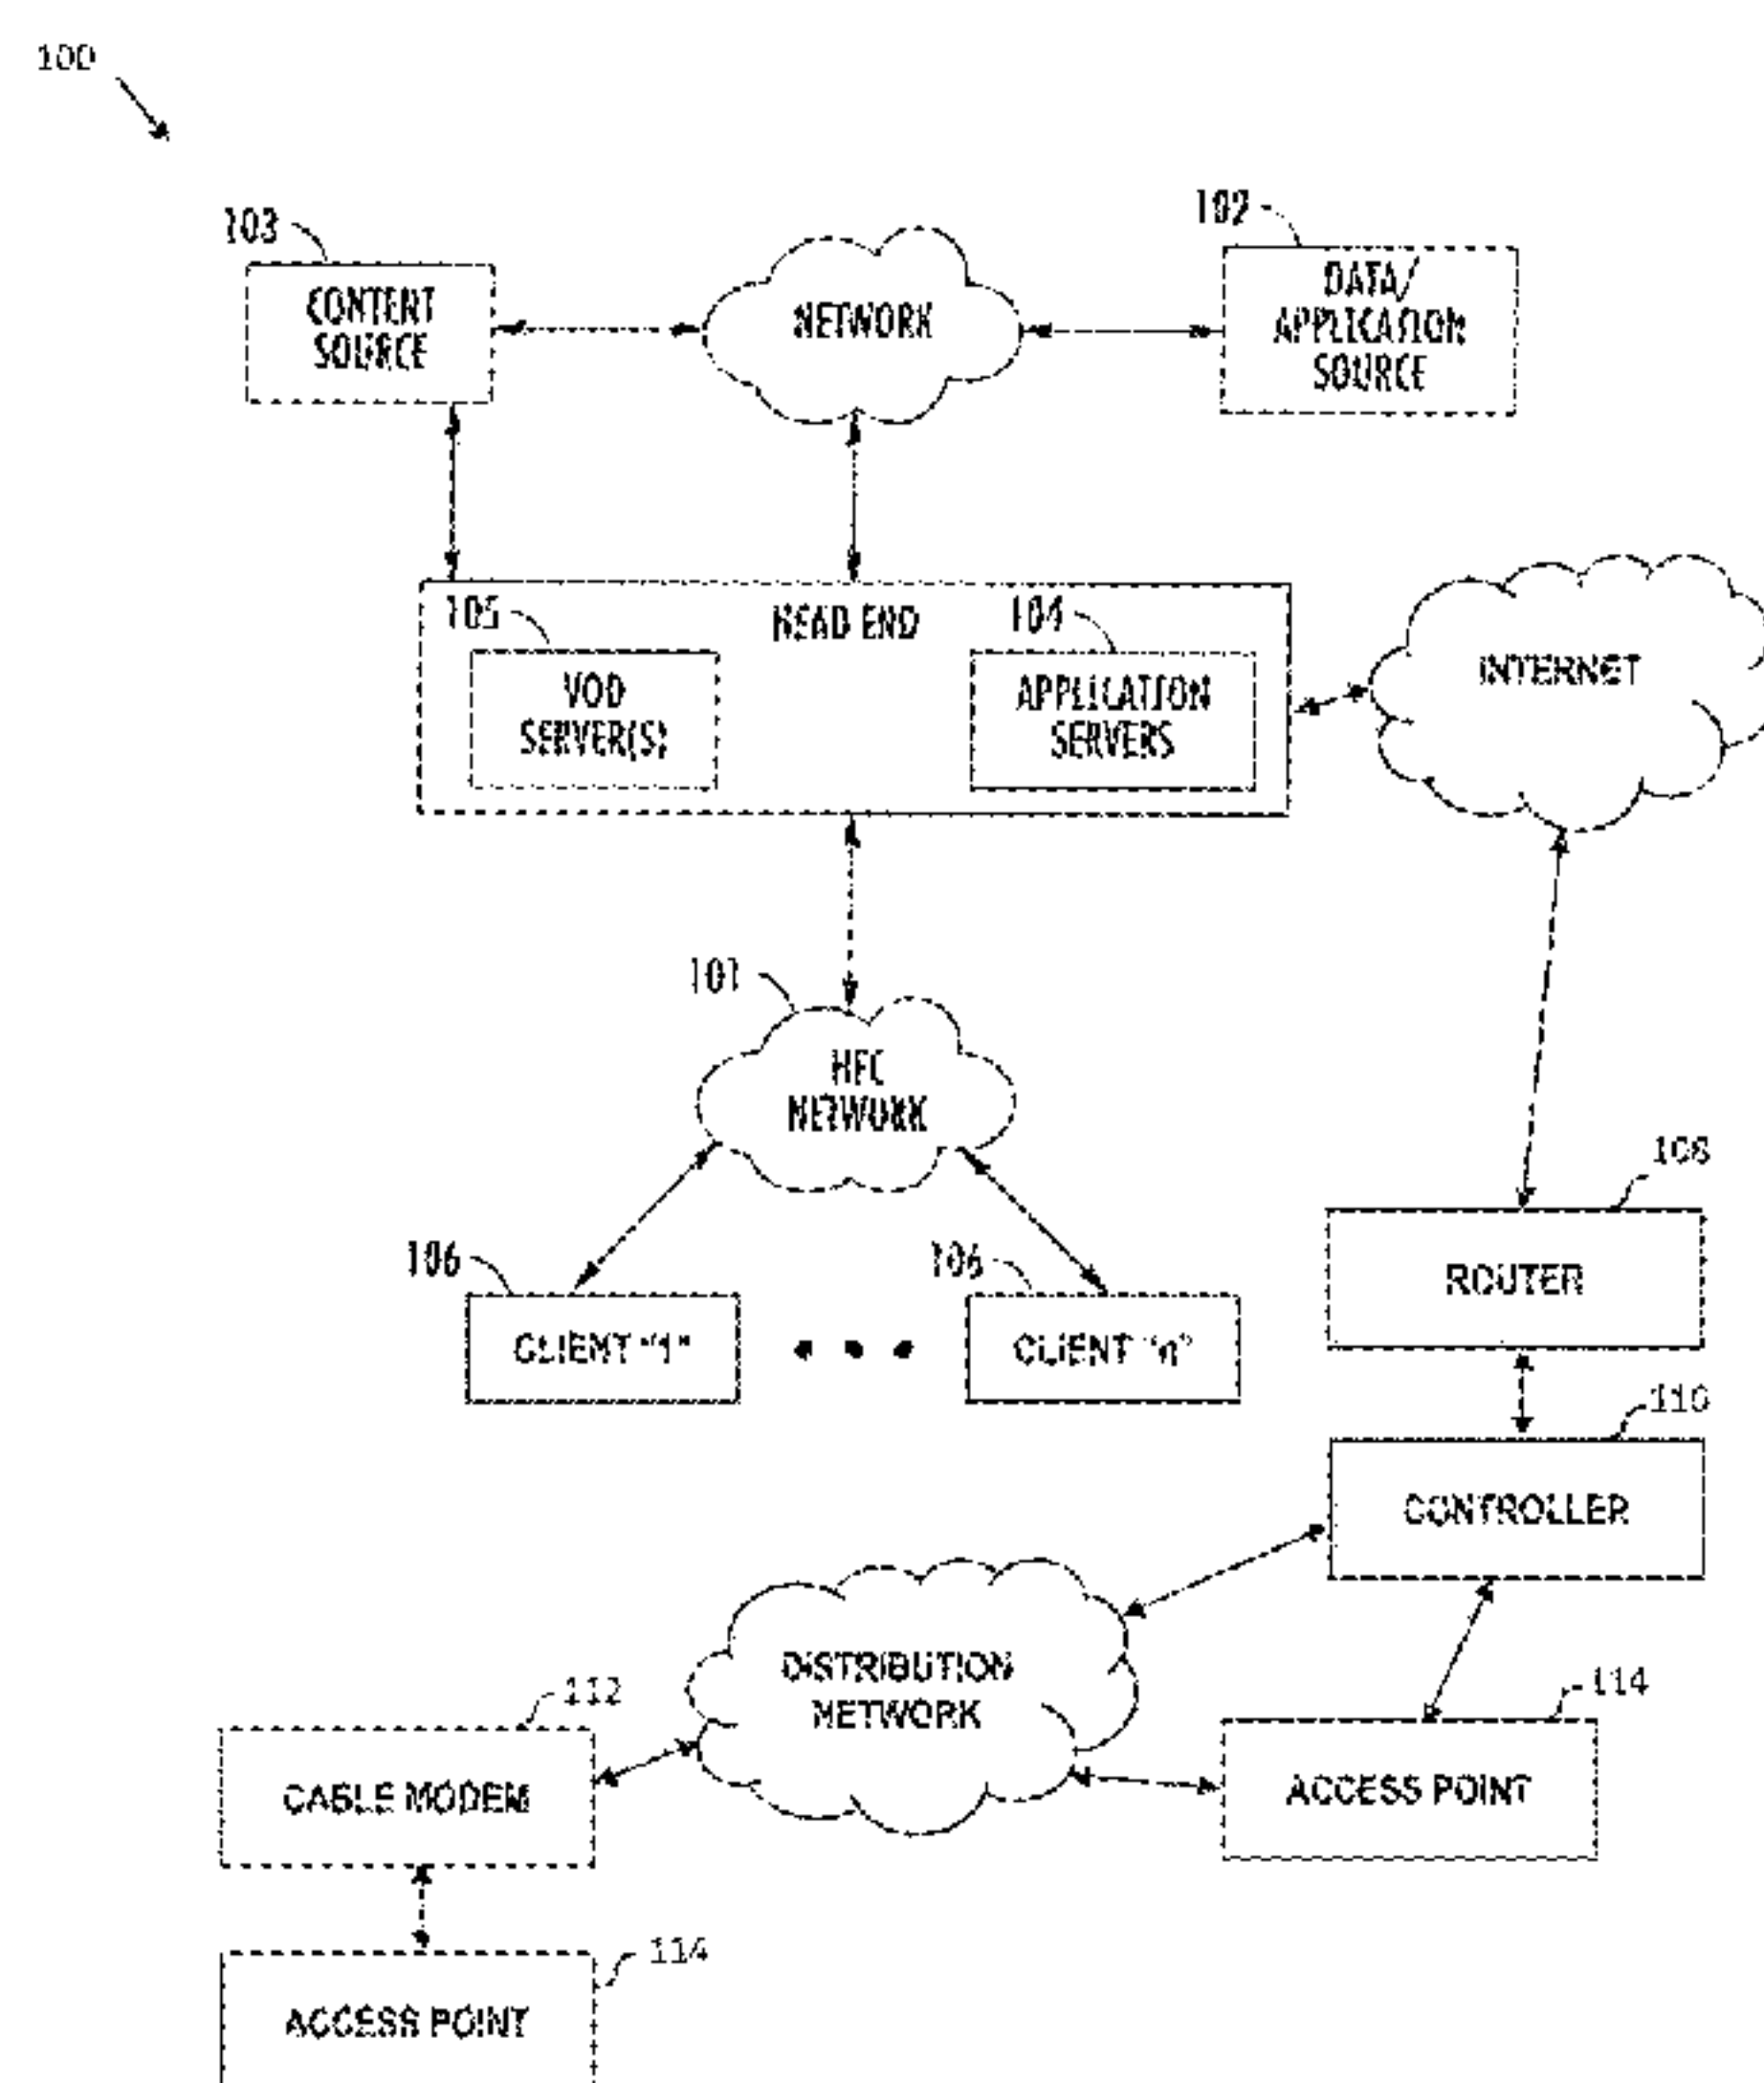 100
103
102
CONTENT
SOURCE
NETWORK
DATA/
APPLICATION
SOURCE
105
HEAD END
104
VOD
SERVER(S)
APPLICATION
SERVERS
INTERNET
101
HFC
NETWORK
108
106
106
ROUTER
CLIENT "1"
CLIENT "n"
110
CONTROLLER
DISTRIBUTION
NETWORK
112
114
CABLE MODEM
ACCESS POINT
114
ACCESS POINT